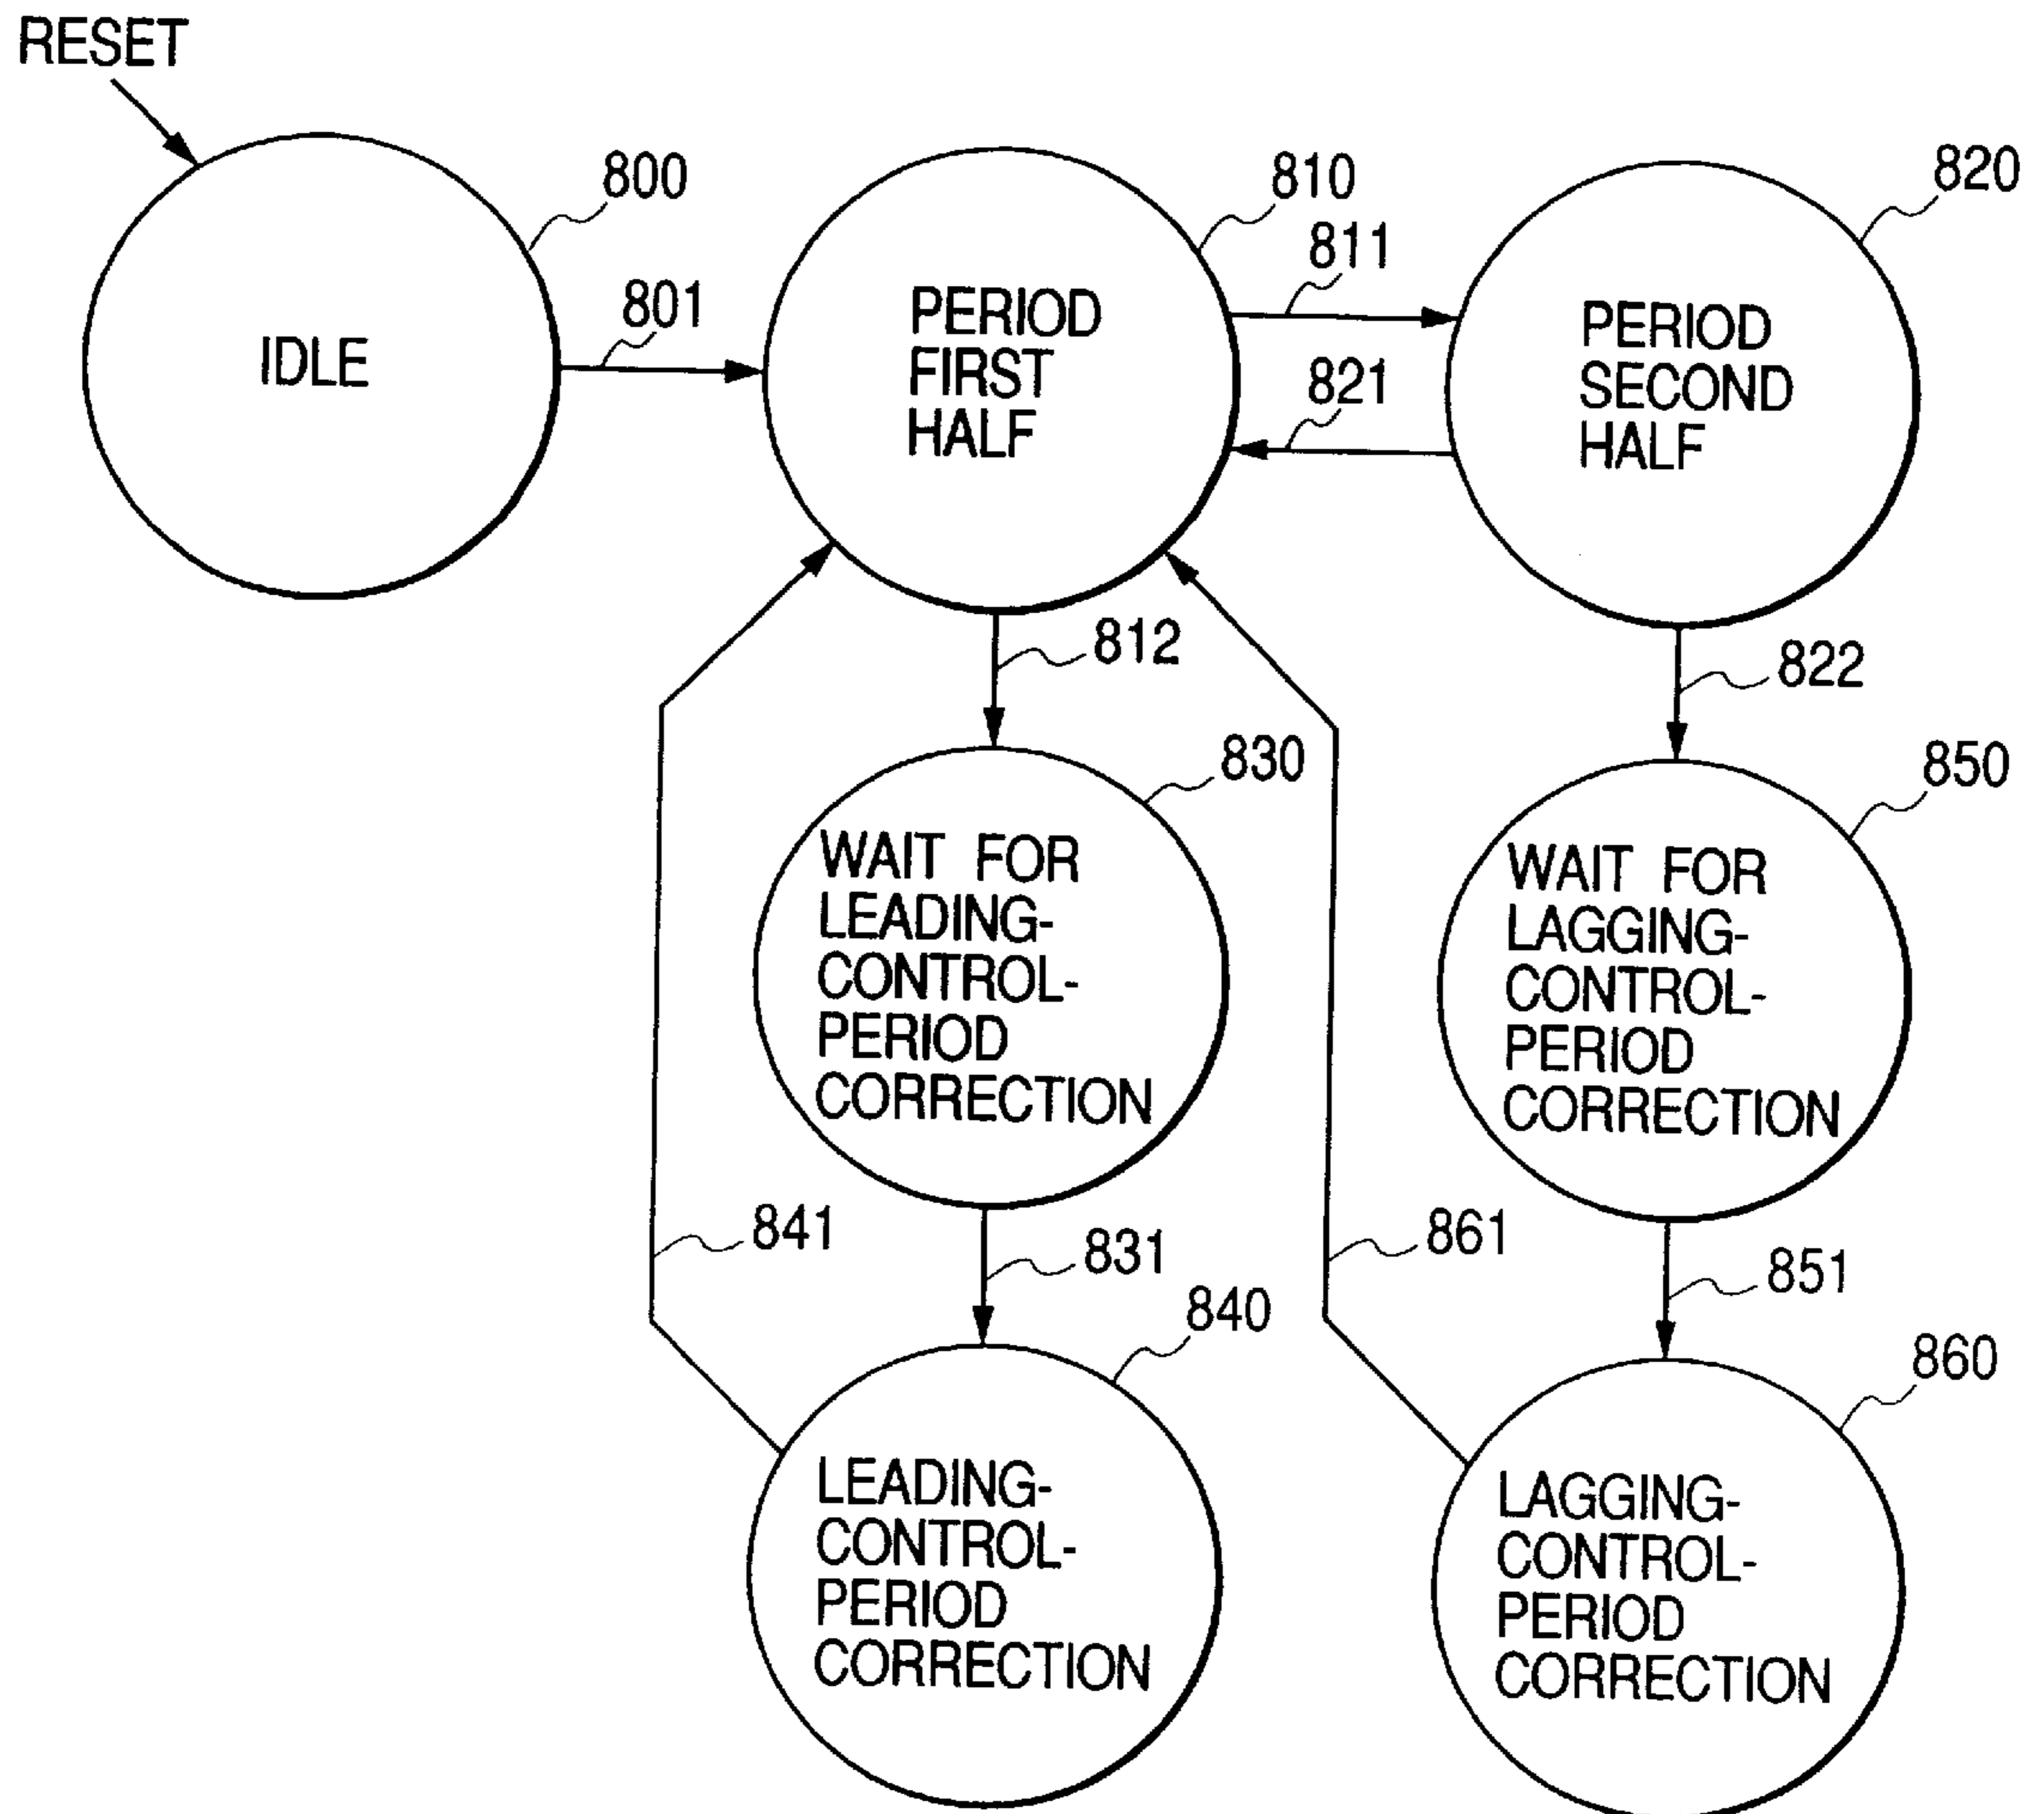 RESET
800
810
820
801
811
821
IDLE
PERIOD
FIRST
HALF
PERIOD
SECOND
HALF
812
822
830
850
WAIT FOR
LEADING-
CONTROL-
PERIOD
CORRECTION
WAIT FOR
LAGGING-
CONTROL-
PERIOD
CORRECTION
841
831
861
851
840
860
LEADING-
CONTROL-
PERIOD
CORRECTION
LAGGING-
CONTROL-
PERIOD
CORRECTION